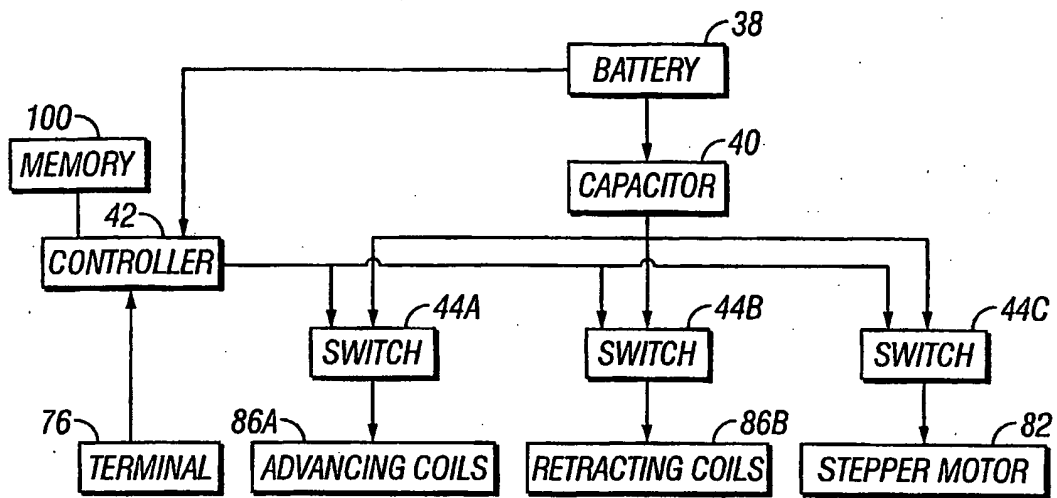 38
BATTERY
100
MEMORY
40
CAPACITOR
42
CONTROLLER
44A
SWITCH
44B
SWITCH
44C
SWITCH
76
TERMINAL
86A
ADVANCING COILS
86B
RETRACTING COILS
82
STEPPER MOTOR